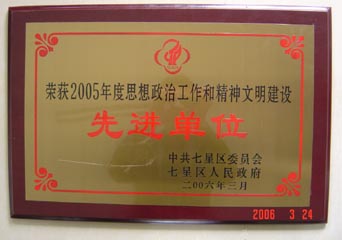 荣获2005年度思想政治工作和精神文明建设
先进单位
中共七星区委员会
七星区人民政府
二00六年三月
2006 3 24